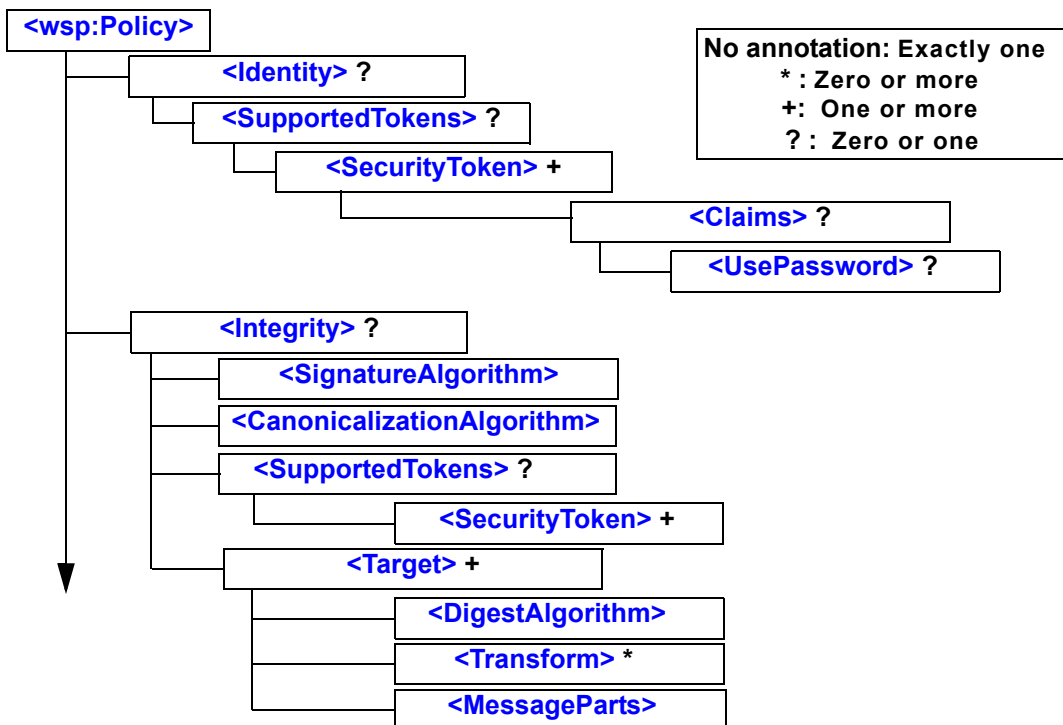 <wsp:Policy>
<Identity> ?
<SupportedTokens> ?
<SecurityToken> +
<Claims> ?
<UsePassword> ?
No annotation: Exactly one
* : Zero or more
+: One or more
? : Zero or one
<Integrity> ?
<SignatureAlgorithm>
<CanonicalizationAlgorithm>
<SupportedTokens> ?
<SecurityToken> +
<Target> +
<DigestAlgorithm>
<Transform> *
<MessageParts>